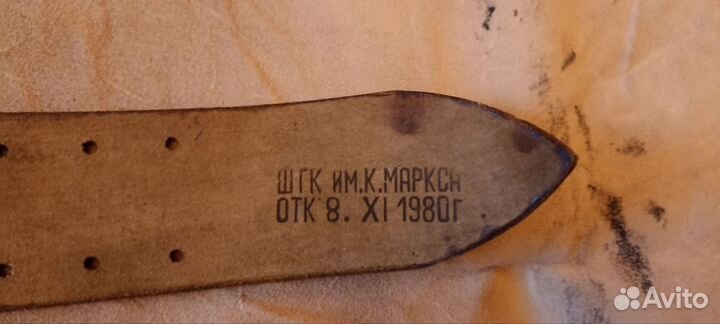 ШГК ИМ.К.МАРКСА
ОТК 8. XI 1980г
Avito